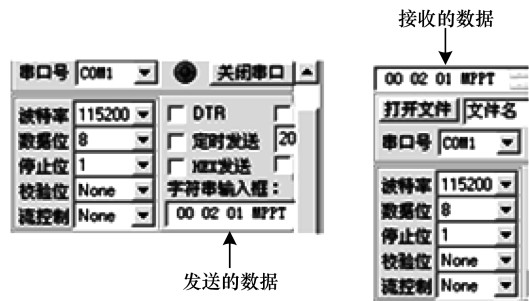 接收的数据
串口号 COM1 关闭串口
波特率 115200 DTR
数据位 8 定时发送 20
停止位 1 HEX发送
校验位 None 字符串输入框：
流控制 None 00 02 01 MPPT
发送的数据
00 02 01 MPPT
打开文件 文件名
串口号 COM1
波特率 115200
数据位 8
停止位 1
校验位 None
流控制 None